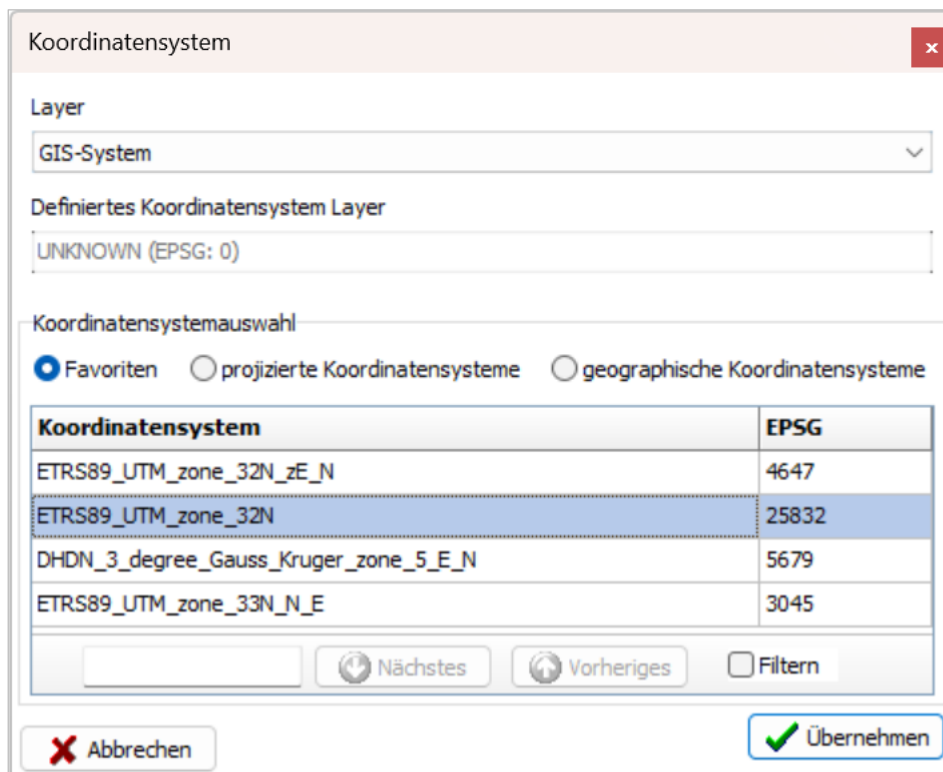 Koordinatensystem
x
Layer
GIS-System
Definiertes Koordinatensystem Layer
UNKNOWN (EPSG: 0)
Koordinatensystemauswahl
Favoriten projizierte Koordinatensysteme geographische Koordinatensysteme
Koordinatensystem EPSG
ETRS89_UTM_zone_32N_zE_N 4647
ETRS89_UTM_zone_32N 25832
DHDN_3_degree_Gauss_Kruger_zone_5_E_N 5679
ETRS89_UTM_zone_33N_N_E 3045
Nächstes Vorheriges Filtern
Abbrechen Übernehmen